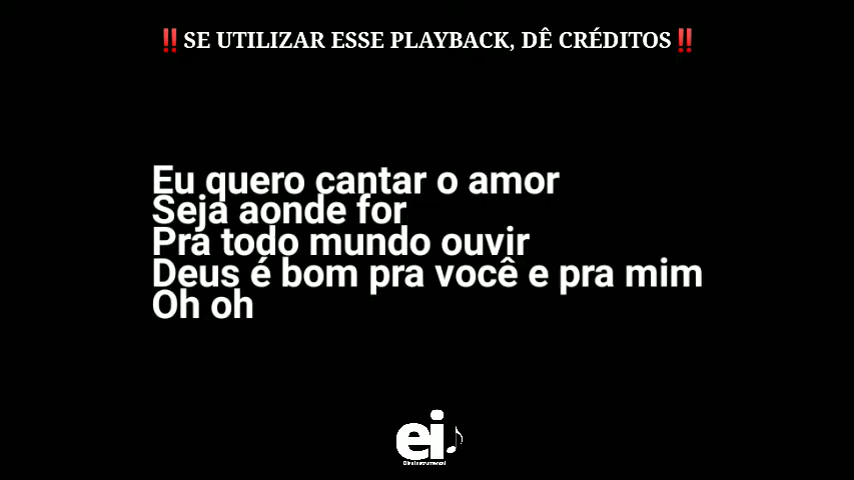 ‼️SE UTILIZAR ESSE PLAYBACK, DÊ CRÉDITOS‼️
Eu quero cantar o amor
Seja aonde for
Pra todo mundo ouvir
Deus é bom pra você e pra mim
Oh oh
ei